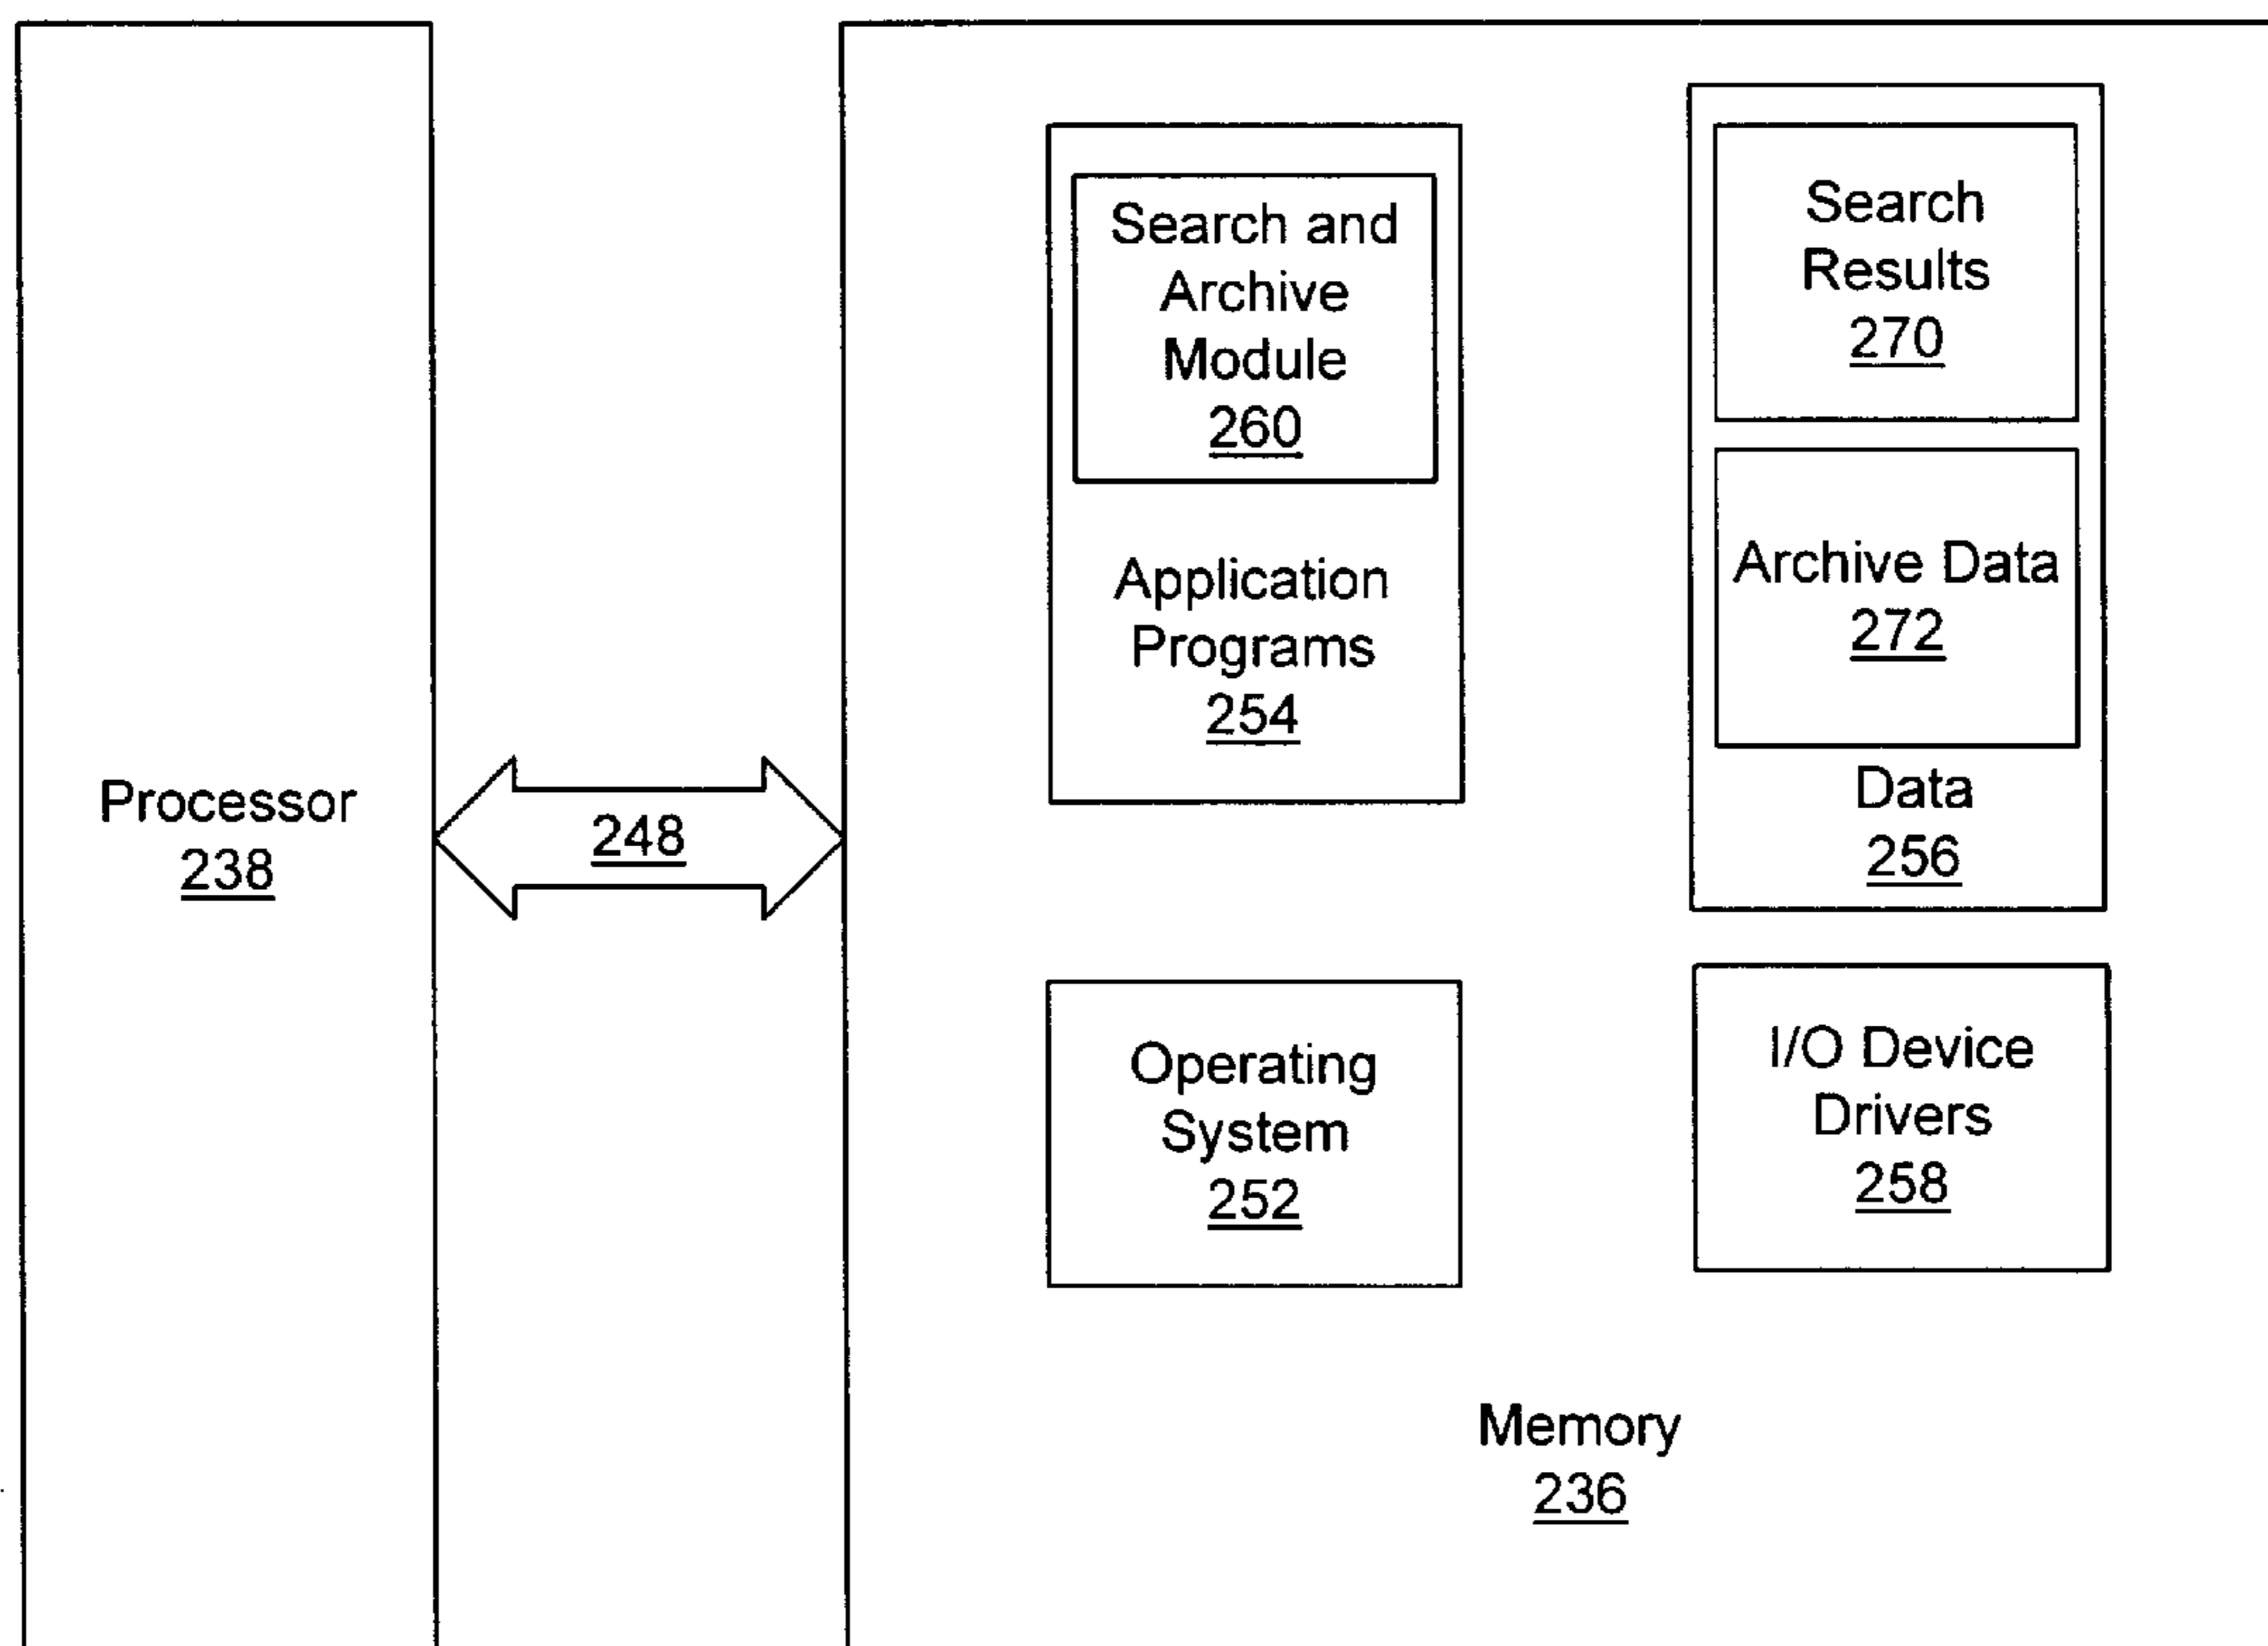 Processor
238
248
Search and
Archive
Module
260
Application
Programs
254
Search
Results
270
Archive Data
272
Data
256
Operating
System
252
I/O Device
Drivers
258
Memory
236